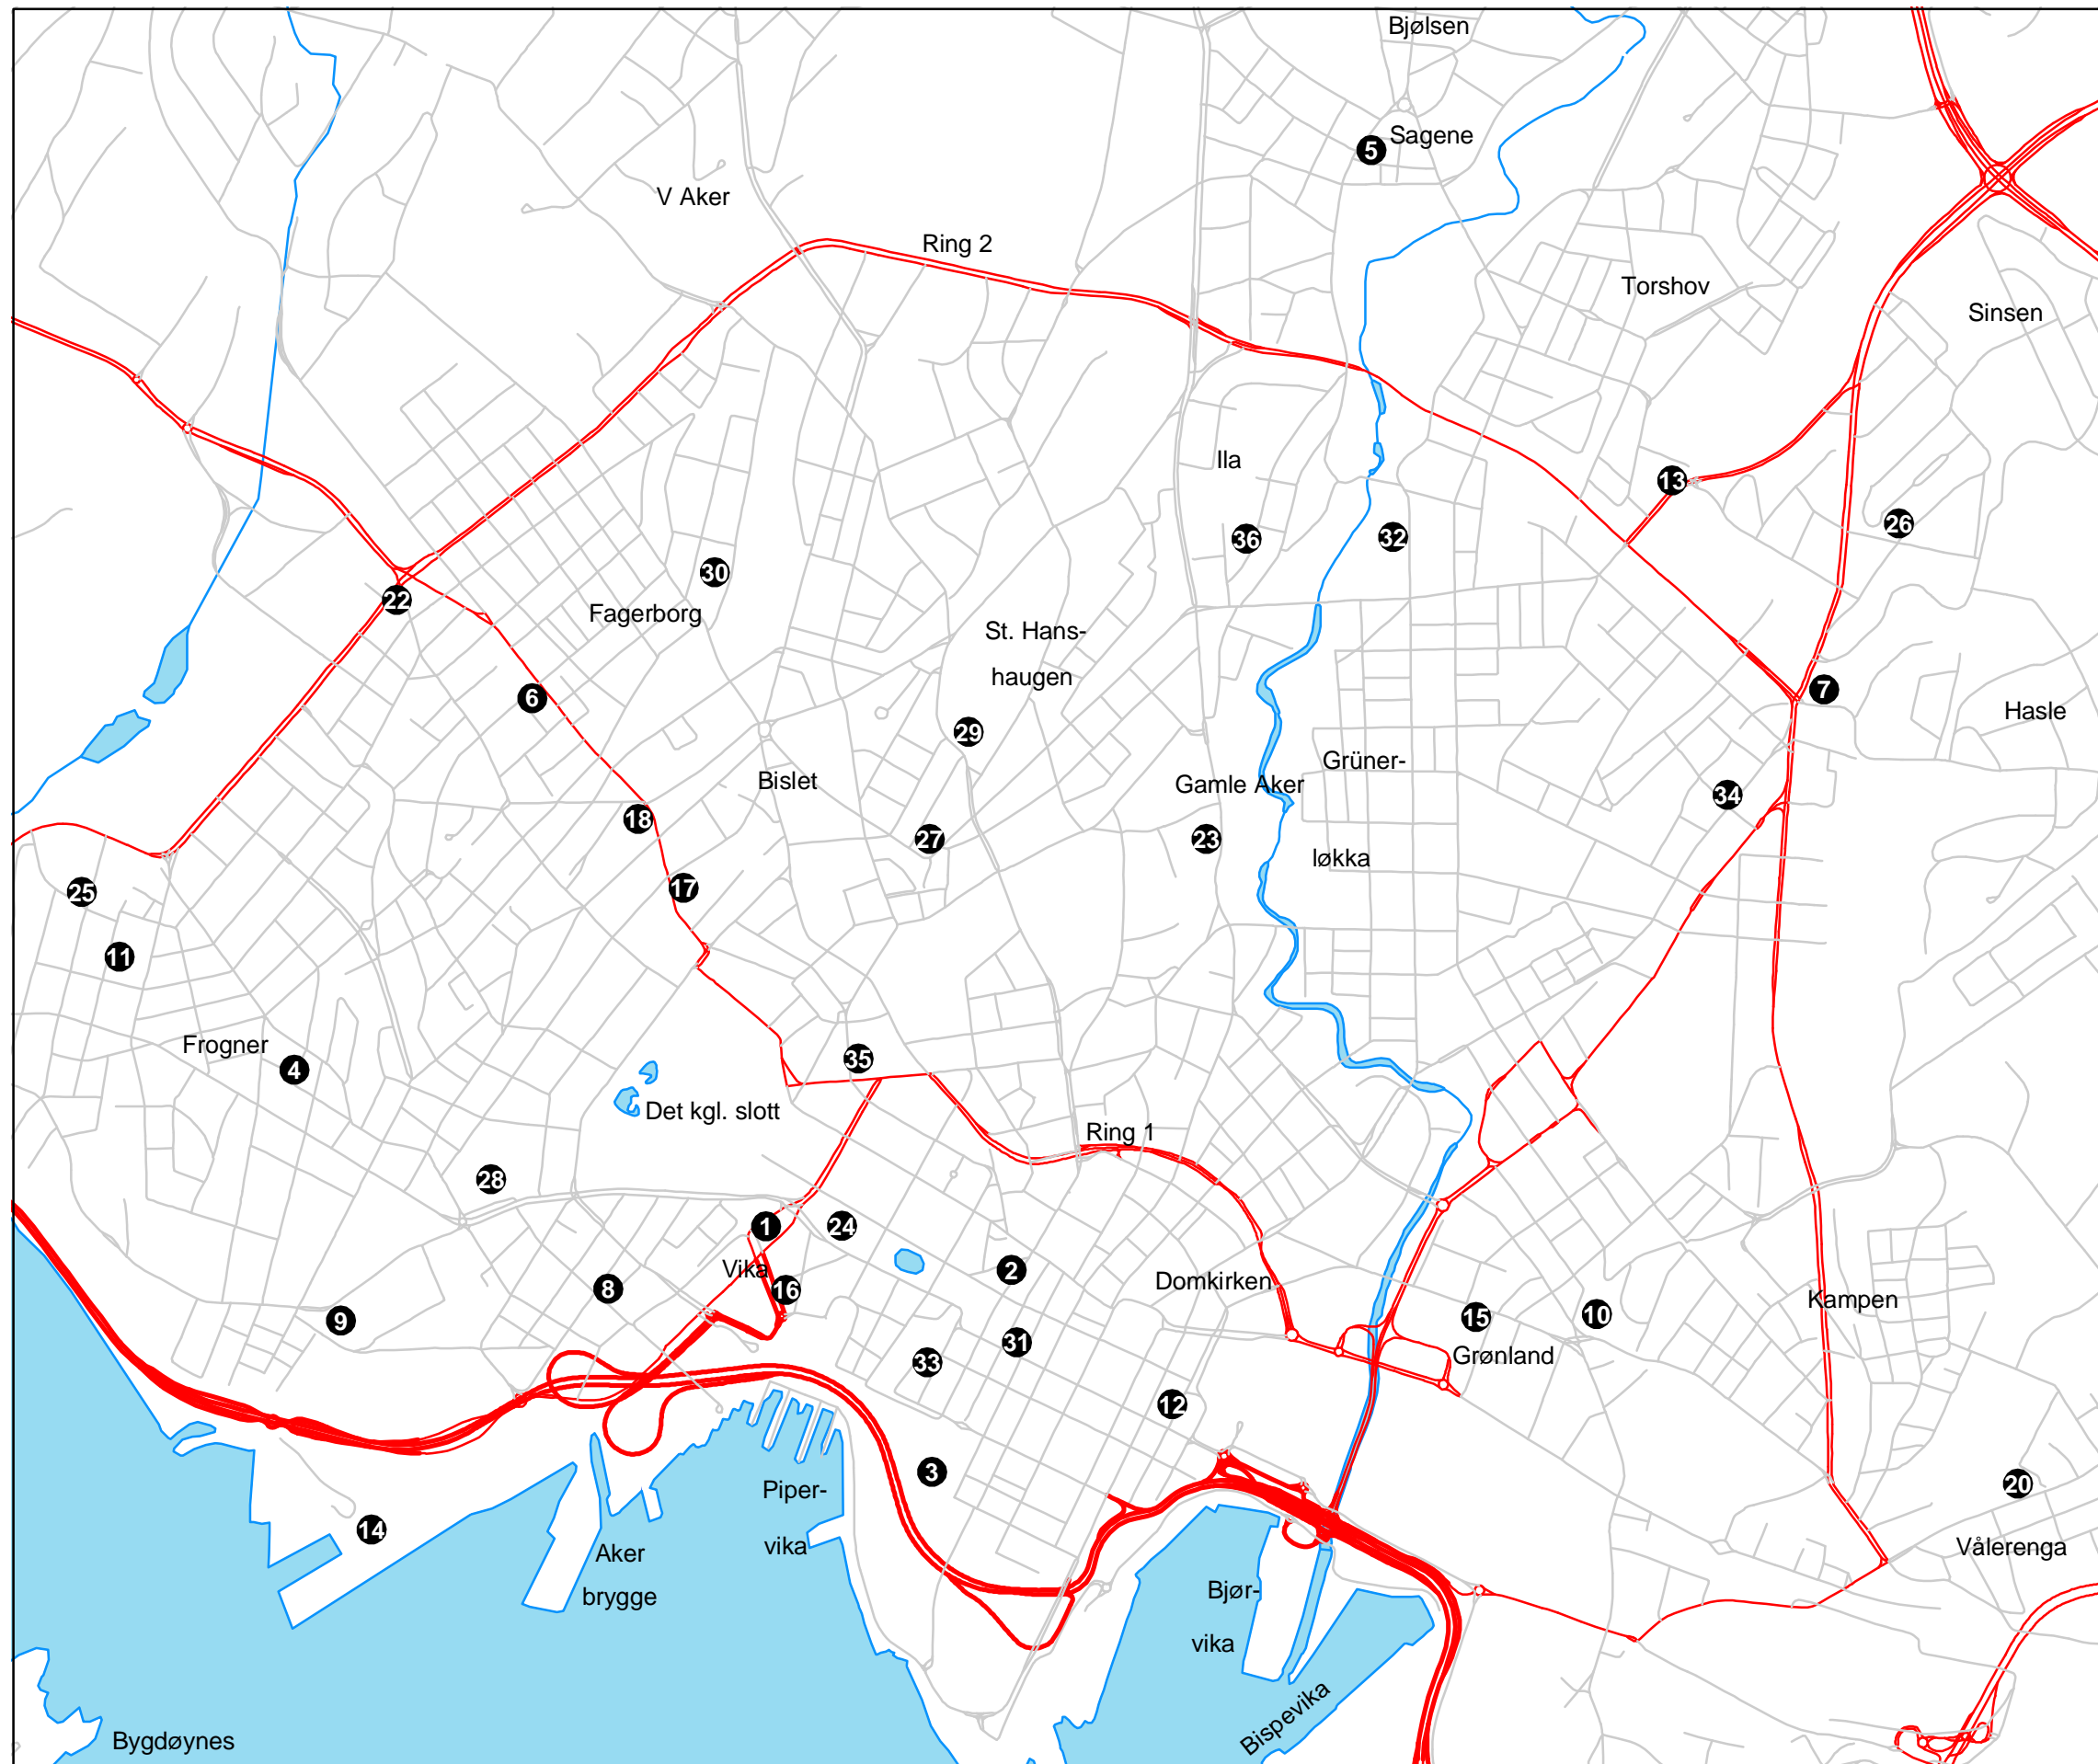 Bjølsen
5
Sagene
V Aker
Ring 2
Torshov
Sinsen
Ila
13
26
36
32
30
22
Fagerborg
St. Hans-
haugen
6
7
29
Hasle
Grüner-
Bislet
Gamle Aker
34
18
27
23
løkka
17
25
11
Frogner
4
35
Det kgl. slott
Ring 1
28
1
24
Vika
2
Domkirken
8
16
Kampen
9
15
10
31
33
Grønland
12
3
20
Piper-
vika
14
Aker
brygge
Vålerenga
Bjør-
vika
Bispevika
Bygdøynes